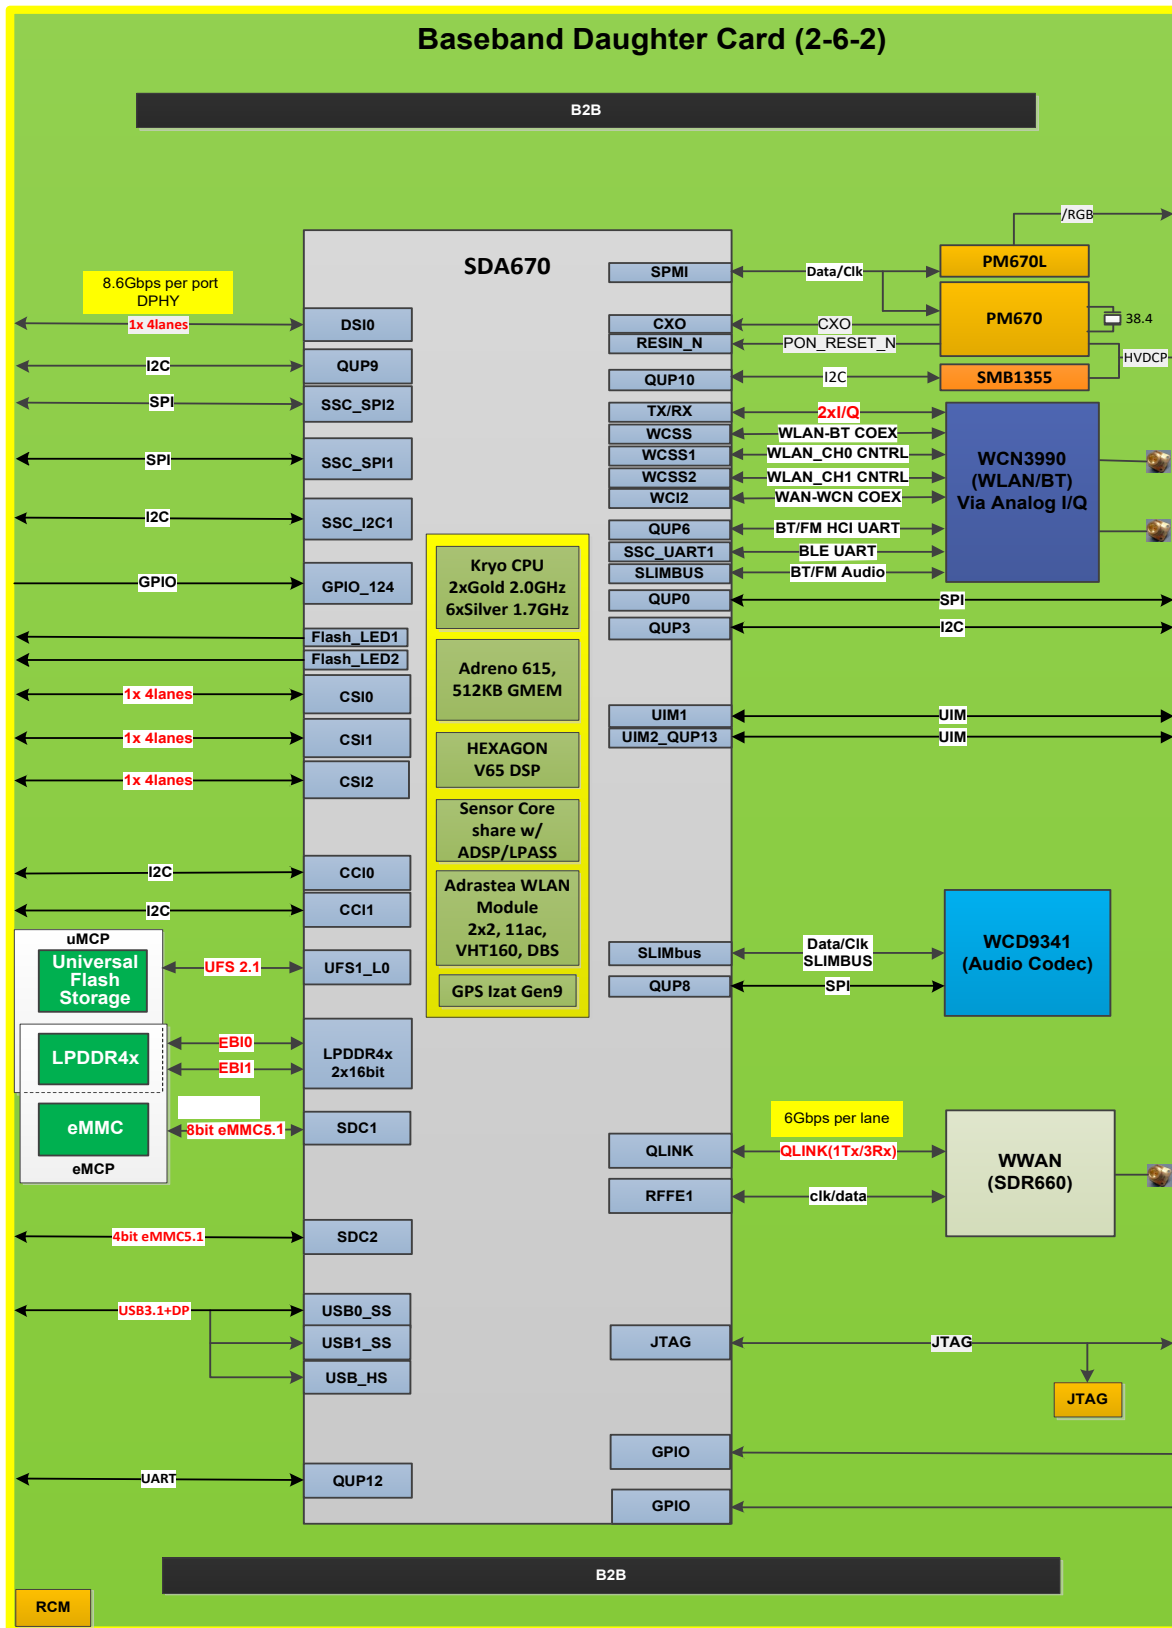 Baseband Daughter Card (2-6-2)
B2B
/RGB
SDA670
8.6Gbps per port
DPHY
1x 4lanes
DSI0
I2C
QUP9
SPI
SSC_SPI2
SPI
SSC_SPI1
I2C
SSC_I2C1
GPIO
GPIO_124
Flash_LED1
Flash_LED2
1x 4lanes
CSI0
1x 4lanes
CSI1
1x 4lanes
CSI2
I2C
CCI0
I2C
CCI1
uMCP
Universal
Flash
Storage
UFS 2.1
UFS1_L0
LPDDR4x
EBI0
EBI1
LPDDR4x
2x16bit
eMMC
8bit eMMC5.1
SDC1
eMCP
4bit eMMC5.1
SDC2
USB3.1+DP
USB0_SS
USB1_SS
USB_HS
UART
QUP12
Kryo CPU
2xGold 2.0GHz
6xSilver 1.7GHz
Adreno 615,
512KB GMEM
HEXAGON
V65 DSP
Sensor Core
share w/
ADSP/LPASS
Adrastea WLAN
Module
2x2, 11ac,
VHT160, DBS
GPS Izat Gen9
SPMI
Data/Clk
PM670L
PM670
38.4
CXO
CXO
RESIN_N
PON_RESET_N
HVDCP
QUP10
I2C
SMB1355
TX/RX
2xI/Q
WCSS
WLAN-BT COEX
WCSS1
WLAN_CH0 CNTRL
WCSS2
WLAN_CH1 CNTRL
WCI2
WAN-WCN COEX
QUP6
BT/FM HCI UART
SSC_UART1
BLE UART
SLIMBUS
BT/FM Audio
WCN3990
(WLAN/BT)
Via Analog I/Q
QUP0
SPI
QUP3
I2C
UIM1
UIM
UIM2_QUP13
UIM
SLIMbus
Data/Clk
SLIMBUS
QUP8
SPI
WCD9341
(Audio Codec)
6Gbps per lane
QLINK
QLINK(1Tx/3Rx)
RFFE1
clk/data
WWAN
(SDR660)
JTAG
JTAG
JTAG
GPIO
GPIO
B2B
RCM